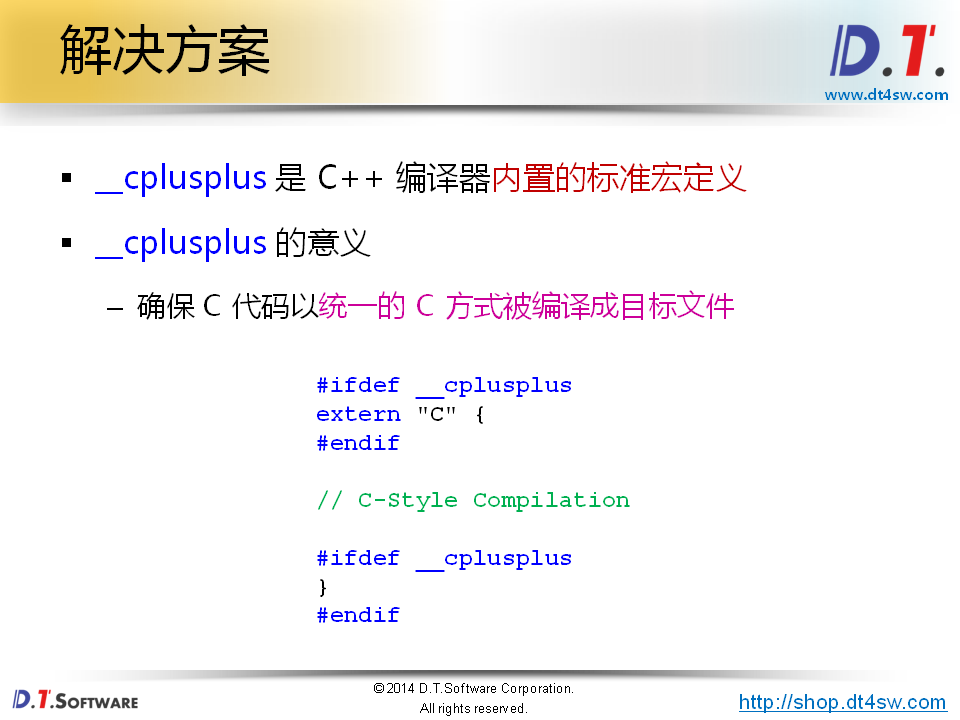 解决方案
D.T.
www.dt4sw.com
▪ __cplusplus 是 C++ 编译器内置的标准宏定义
▪ __cplusplus 的意义
– 确保 C 代码以统一的 C 方式被编译成目标文件
#ifdef __cplusplus
extern "C" {
#endif
// C-Style Compilation
#ifdef __cplusplus
}
#endif
D.T.SOFTWARE
©2014 D.T.Software Corporation.
All rights reserved.
http://shop.dt4sw.com